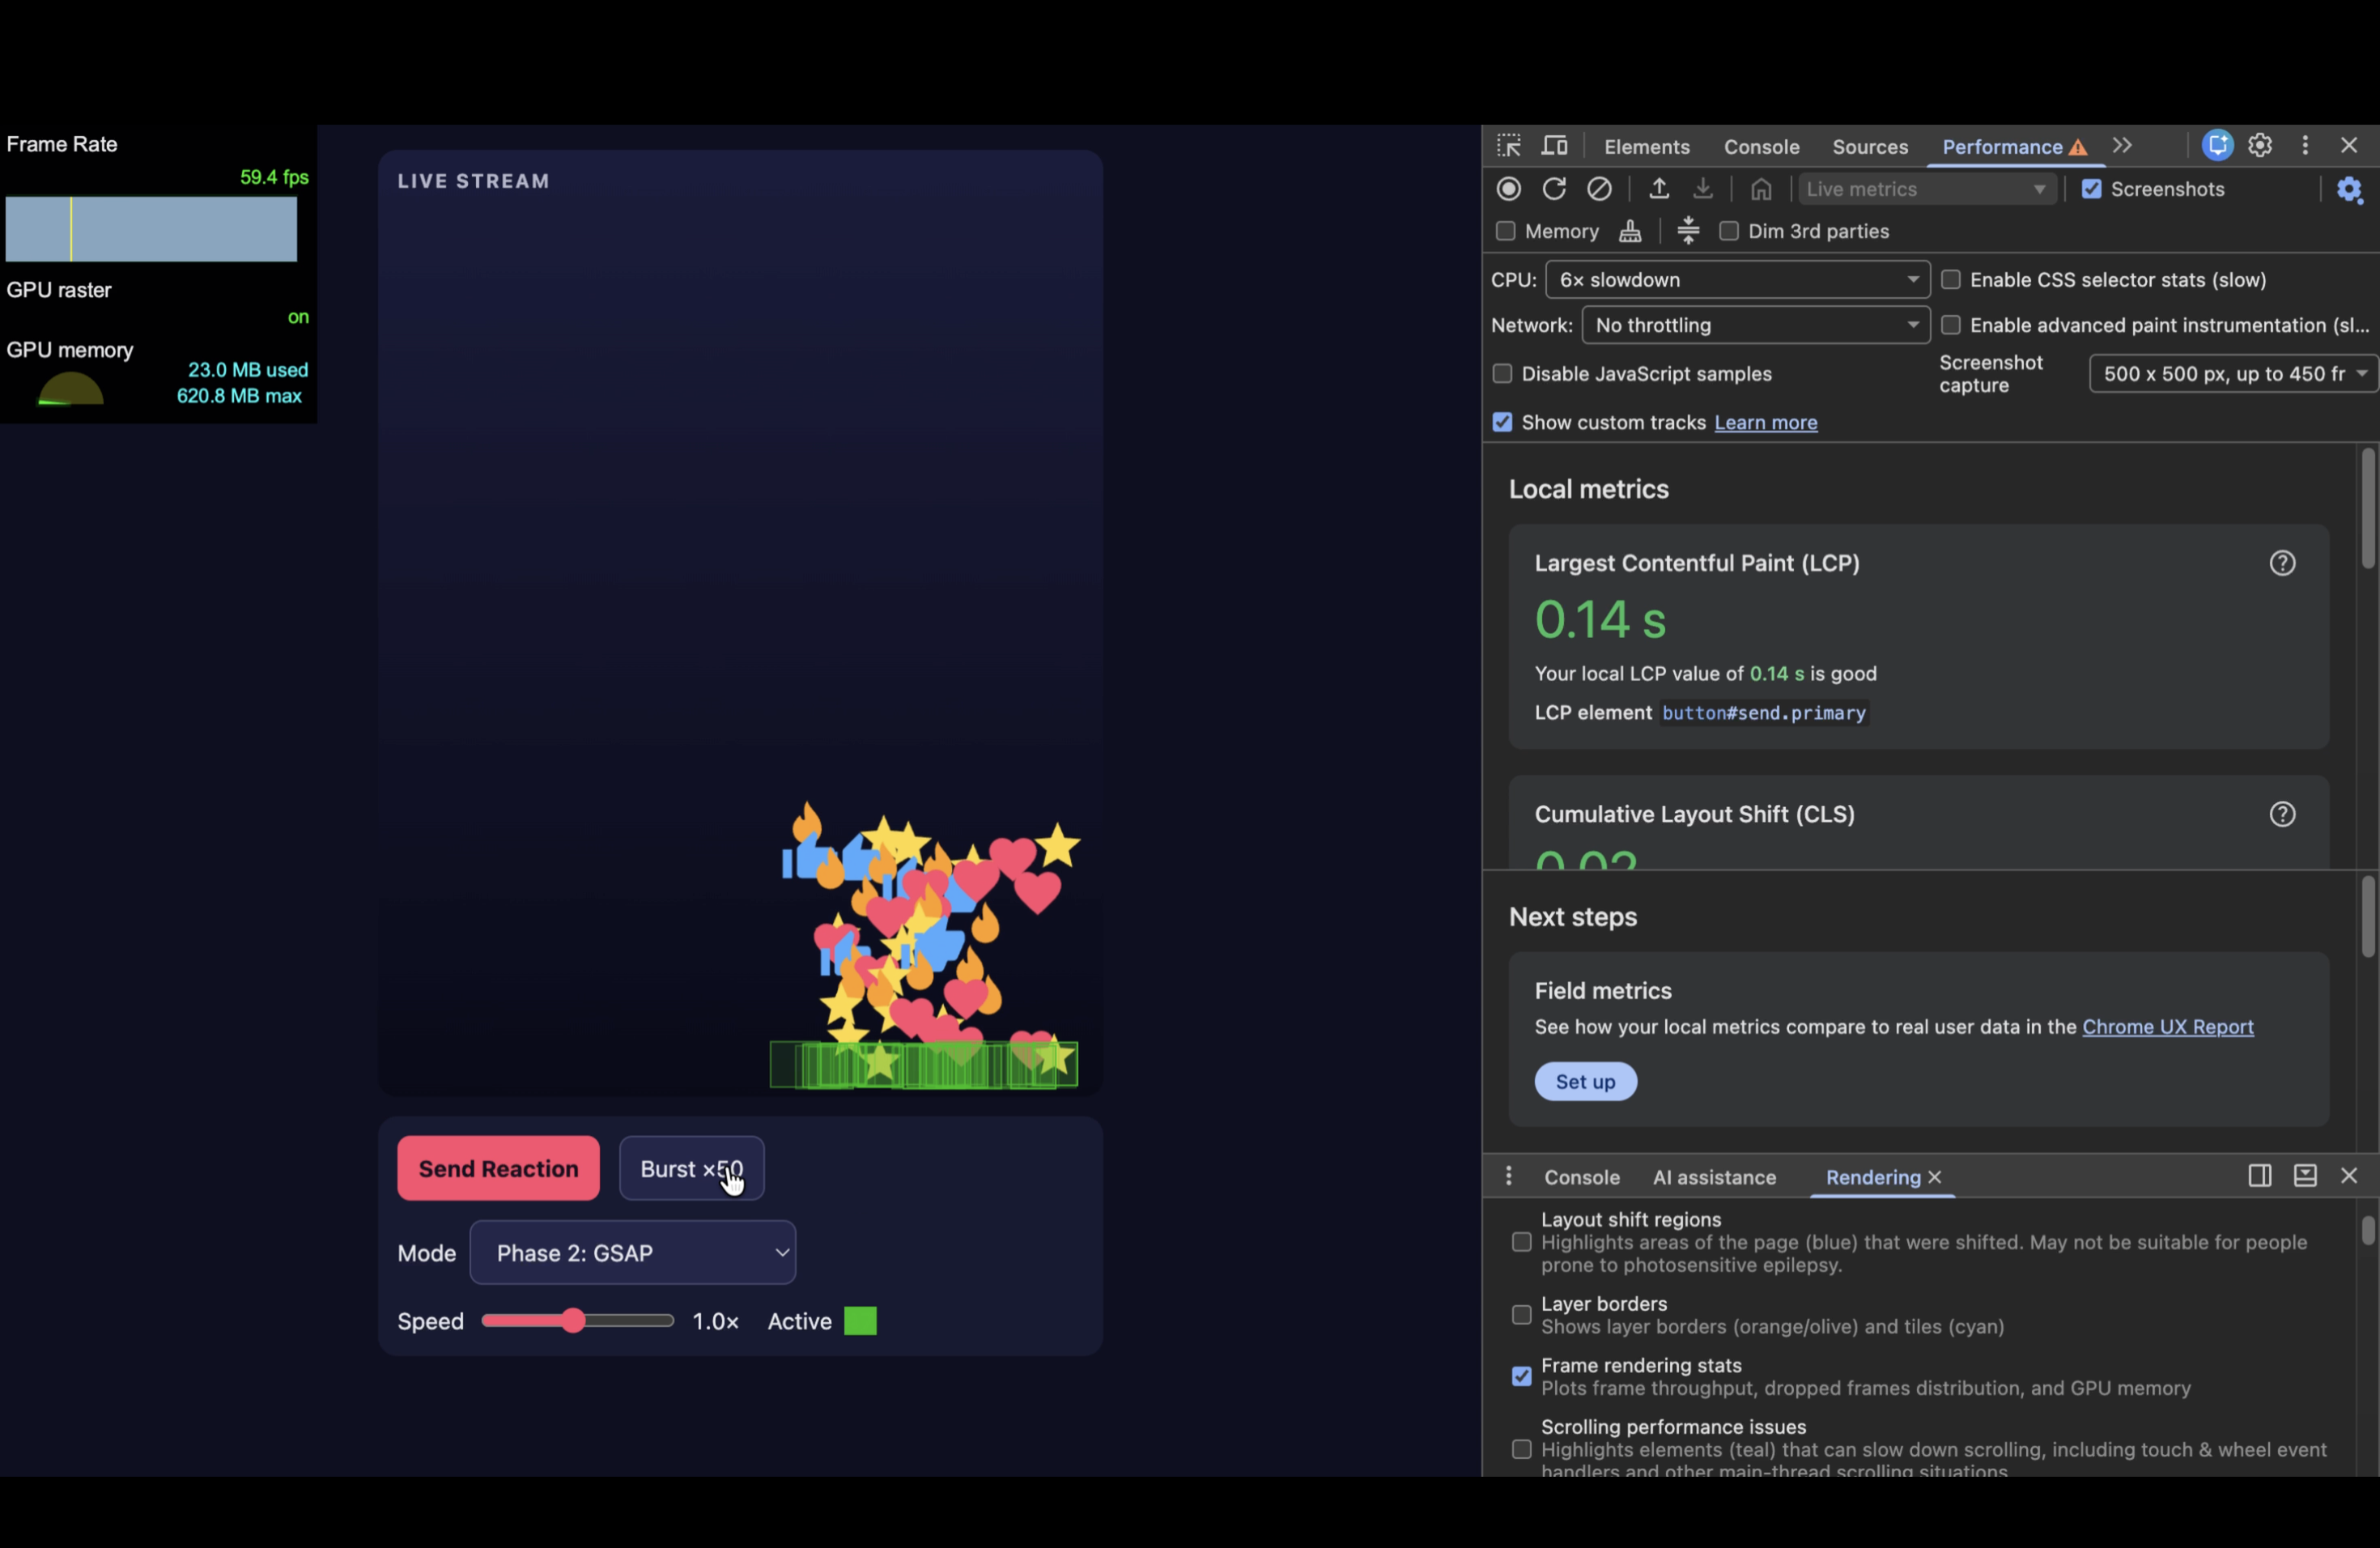 Frame Rate
59.4 fps
GPU raster
on
GPU memory
23.0 MB used
620.8 MB max
LIVE STREAM
Send Reaction
Burst ×50
Mode
Phase 2: GSAP
Speed
1.0×
Active
Elements
Console
Sources
Performance
Live metrics
Screenshots
Memory
Dim 3rd parties
CPU:
6× slowdown
Enable CSS selector stats (slow)
Network:
No throttling
Enable advanced paint instrumentation (sl...
Disable JavaScript samples
Screenshot
capture
500 x 500 px, up to 450 fr
Show custom tracks Learn more
Local metrics
Largest Contentful Paint (LCP)
0.14 s
Your local LCP value of 0.14 s is good
LCP element button#send.primary
Cumulative Layout Shift (CLS)
Next steps
Field metrics
See how your local metrics compare to real user data in the Chrome UX Report
Set up
Console
AI assistance
Rendering
Layout shift regions
Highlights areas of the page (blue) that were shifted. May not be suitable for people
prone to photosensitive epilepsy.
Layer borders
Shows layer borders (orange/olive) and tiles (cyan)
Frame rendering stats
Plots frame throughput, dropped frames distribution, and GPU memory
Scrolling performance issues
Highlights elements (teal) that can slow down scrolling, including touch & wheel event
handlers and other main-thread scrolling situations.